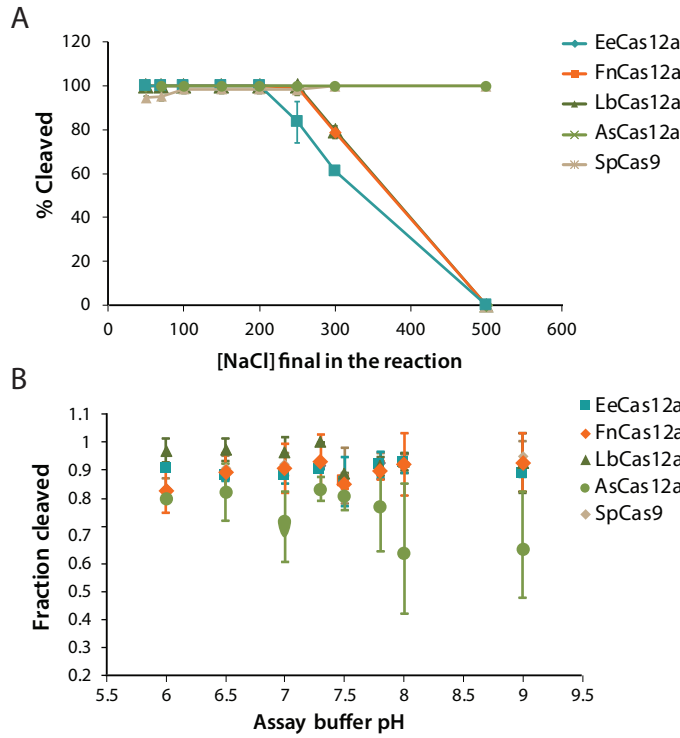 A
120
100
80
60
40
20
0
% Cleaved
0 100 200 300 400 500 600
[NaCl] final in the reaction
EeCas12a
FnCas12a
LbCas12a
AsCas12a
SpCas9
B
1.1
1
0.9
0.8
0.7
0.6
0.5
0.4
0.3
0.2
Fraction cleaved
5.5 6 6.5 7 7.5 8 8.5 9 9.5
Assay buffer pH
EeCas12a
FnCas12a
LbCas12a
AsCas12a
SpCas9